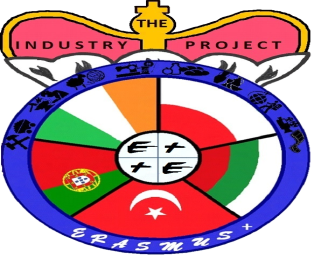 THE
INDUSTRY PROJECT
E +
+ E
ERASMUS+